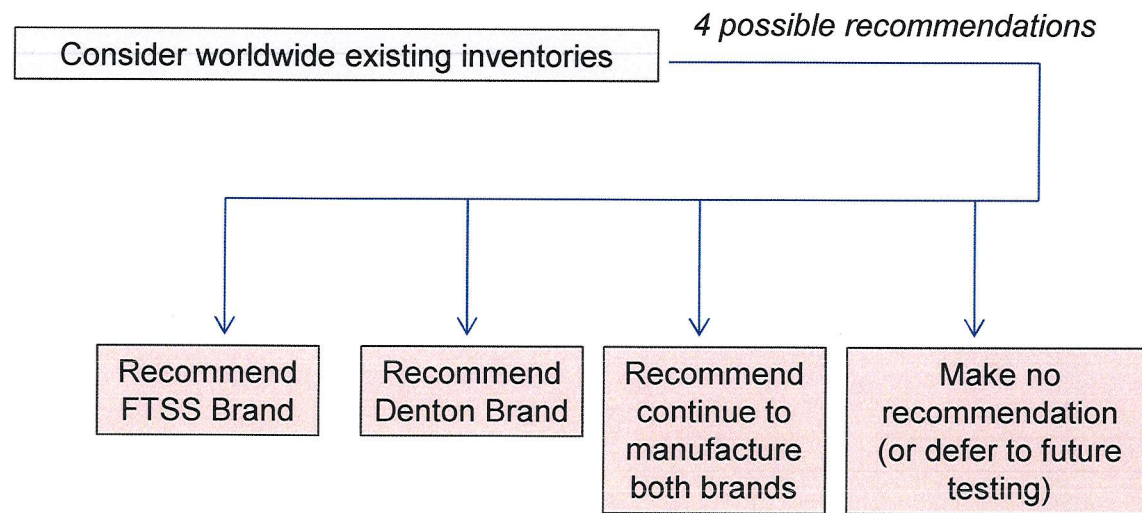 4 possible recommendations
Consider worldwide existing inventories
Recommend
FTSS Brand
Recommend
Denton Brand
Recommend
continue to
manufacture
both brands
Make no
recommendation
(or defer to future
testing)